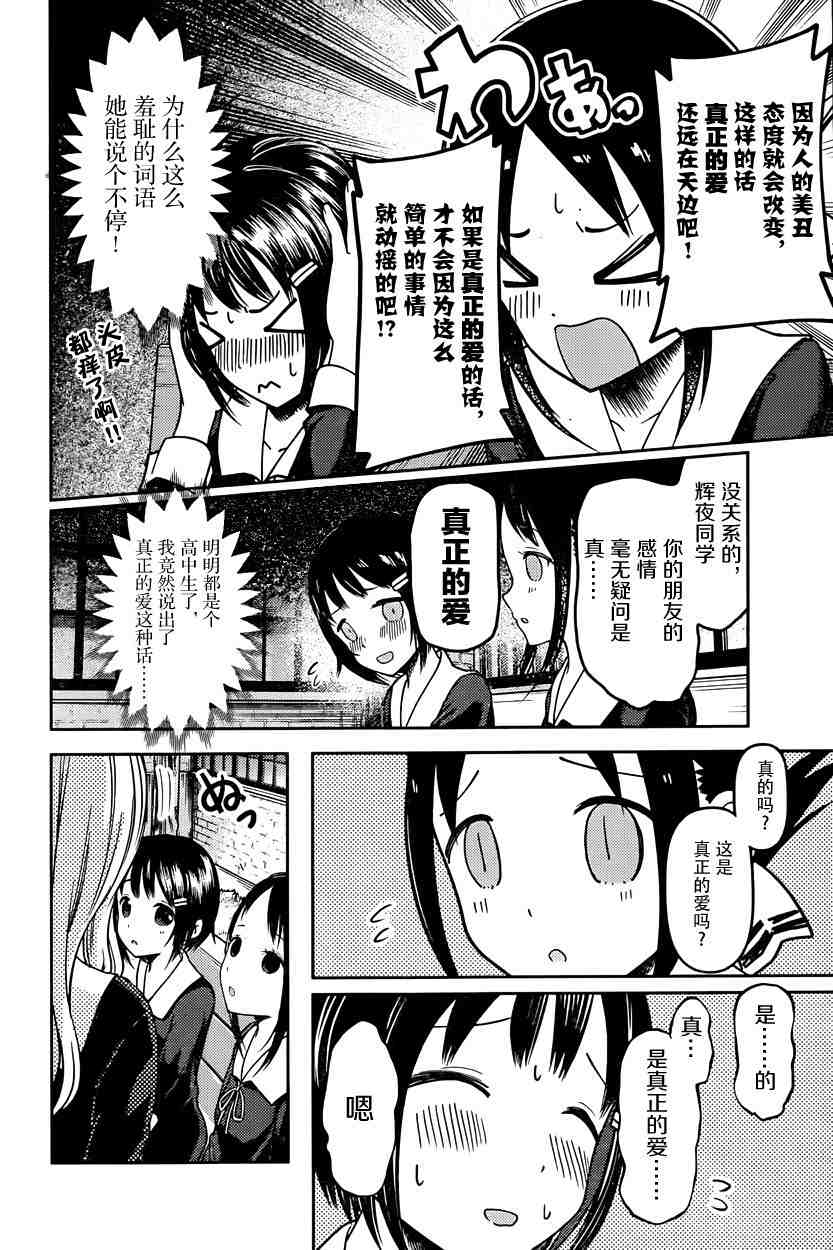 因为人的美丑
态度就会改变，
这样的话
真正的爱
还远在天边吧！
わあっ
如果是真正的爱的话，
才不会因为这么
简单的事情
就动摇的吧！？
为什么这么
羞耻的词语
她能说个不停！
头皮
都痒了啊！！
没关系的，
辉夜同学
你的朋友的
感情
毫无疑问是
真……
真正的爱
明明都是个
高中生了，
我竟然说出了
真正的爱这种话……
真的吗？
这是
真正的爱吗？
是……的
真…
是真正的爱……
嗯
ぬっ